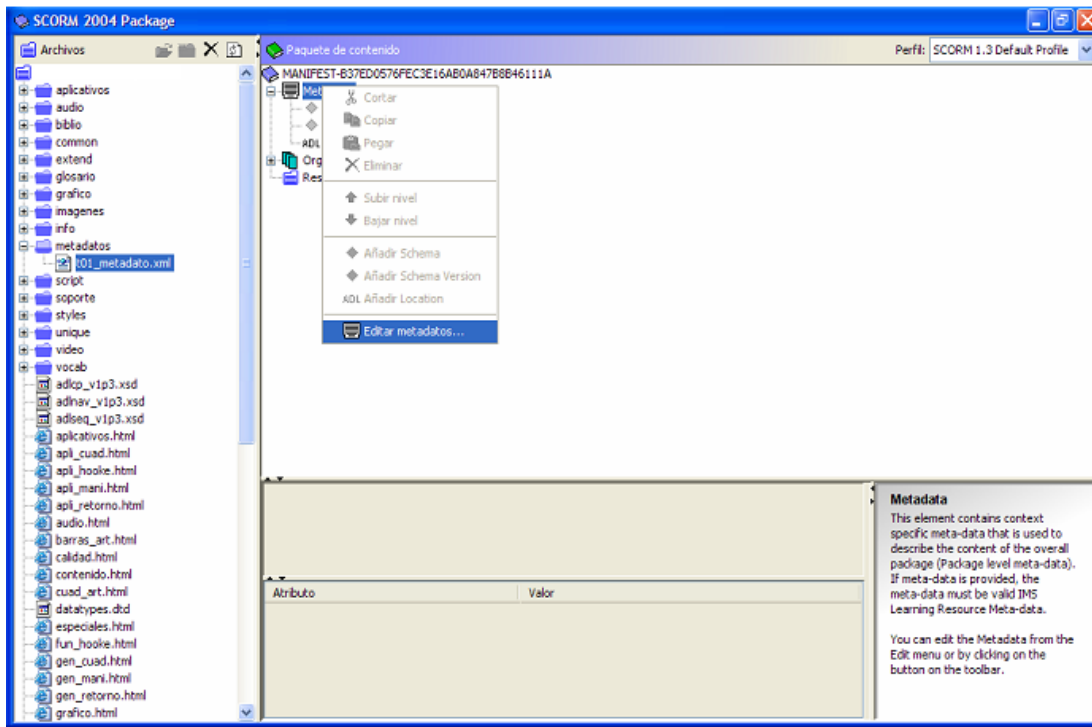 SCORM 2004 Package
Archivos
Paquete de contenido
Perfil: SCORM 1.3 Default Profile
MANIFEST-B37ED0576FEC3E16AB0A847B8B46111A
Met
ADL
Org
Res
Cortar
Copiar
Pegar
Eliminar
Subir nivel
Bajar nivel
Añadir Schema
Añadir Schema Version
ADL Añadir Location
Editar metadatos...
aplicativos
audio
biblio
common
extend
glosario
grafico
imagenes
info
metadatos
t01_metadato.xml
script
soporte
styles
unique
video
vocab
adlcp_v1p3.xsd
adlnav_v1p3.xsd
adlseq_v1p3.xsd
aplicativos.html
apli_cuad.html
apli_hooke.html
apli_mani.html
apli_retorno.html
audio.html
barras_art.html
calidad.html
contenido.html
cuad_art.html
datatypes.dtd
especiales.html
fun_hooke.html
gen_cuad.html
gen_mani.html
gen_retorno.html
grafico.html
Atributo
Valor
Metadata
This element contains context
specific meta-data that is used to
describe the content of the overall
package (Package level meta-data).
If meta-data is provided, the
meta-data must be valid IMS
Learning Resource Meta-data.
You can edit the Metadata from the
Edit menu or by clicking on the
button on the toolbar.